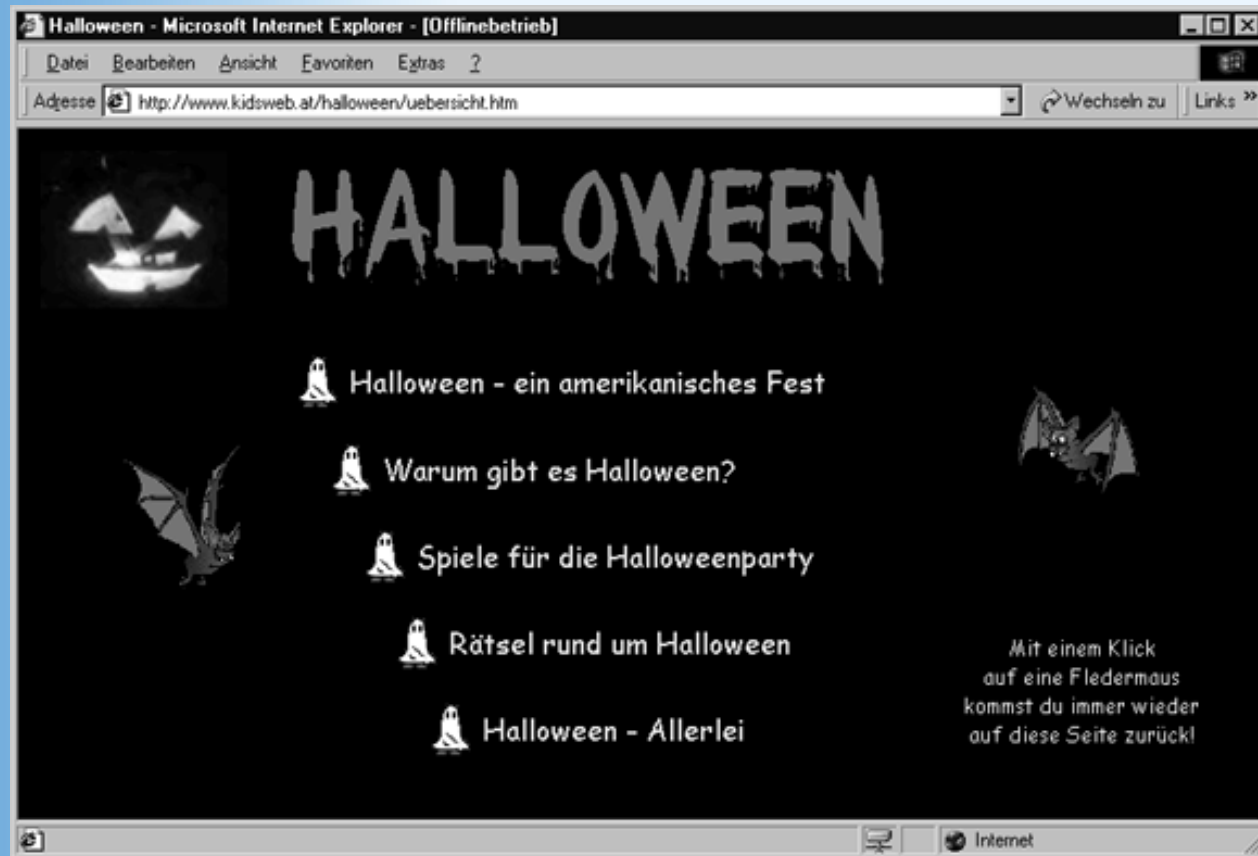 Halloween - Microsoft Internet Explorer - [Offlinebetrieb]
Datei Bearbeiten Ansicht Favoriten Extras ?
Adresse http://www.kidsweb.at/halloween/uebersicht.htm Wechseln zu Links »
HALLOWEEN
Halloween - ein amerikanisches Fest
Warum gibt es Halloween?
Spiele für die Halloweenparty
Rätsel rund um Halloween
Halloween - Allerlei
Mit einem Klick
auf eine Fledermaus
kommst du immer wieder
auf diese Seite zurück!
Internet